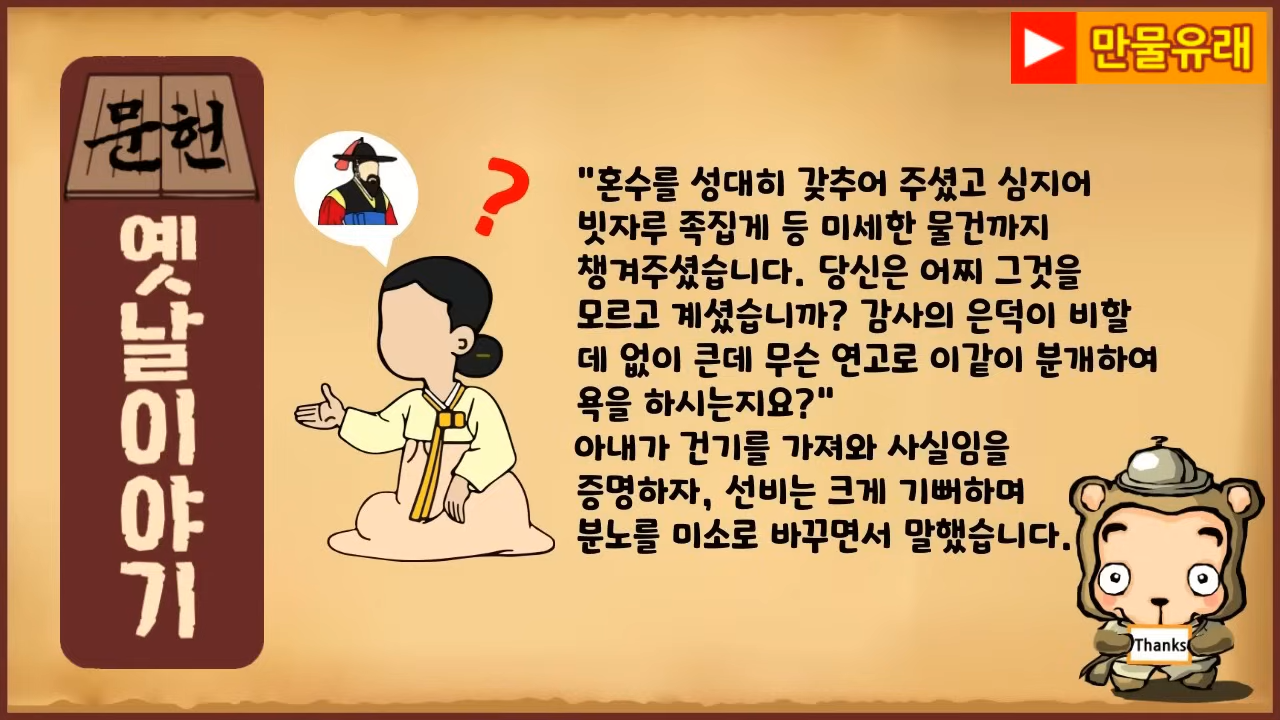 만물유래
문헌
옛날이야기
?
"혼수를 성대히 갖추어 주셨고 심지어
빗자루 족집게 등 미세한 물건까지
챙겨주셨습니다. 당신은 어찌 그것을
모르고 계셨습니까? 감사의 은덕이 비할
데 없이 큰데 무슨 연고로 이같이 분개하여
욕을 하시는지요?"
아내가 건기를 가져와 사실임을
증명하자, 선비는 크게 기뻐하며
분노를 미소로 바꾸면서 말했습니다.
Thanks